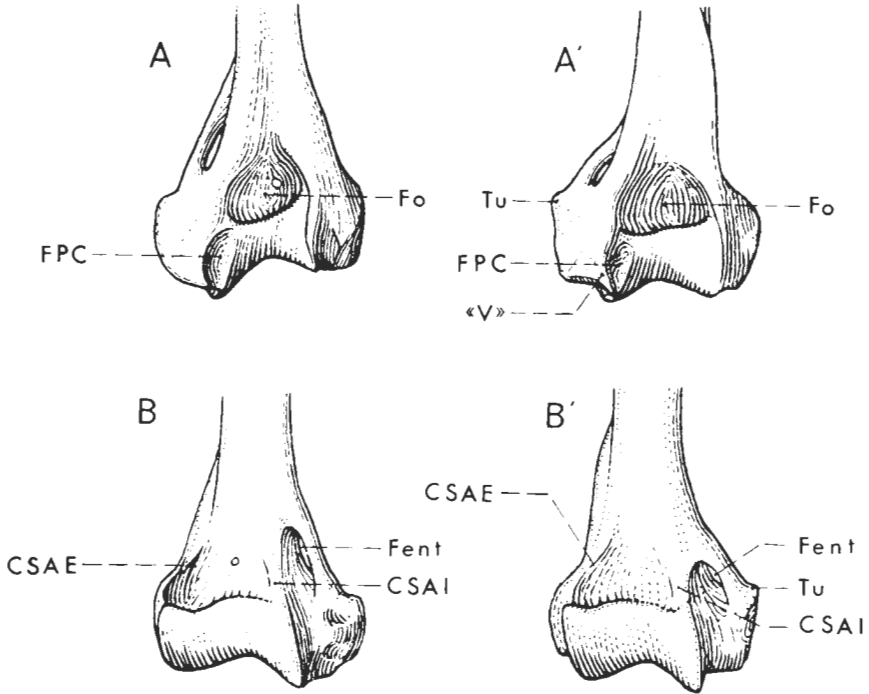 A
A′
Fo
Tu
Fo
FPC
FPC
«V»
B
B′
CSAE
CSAE
Fent
Fent
CSAI
Tu
CSAI